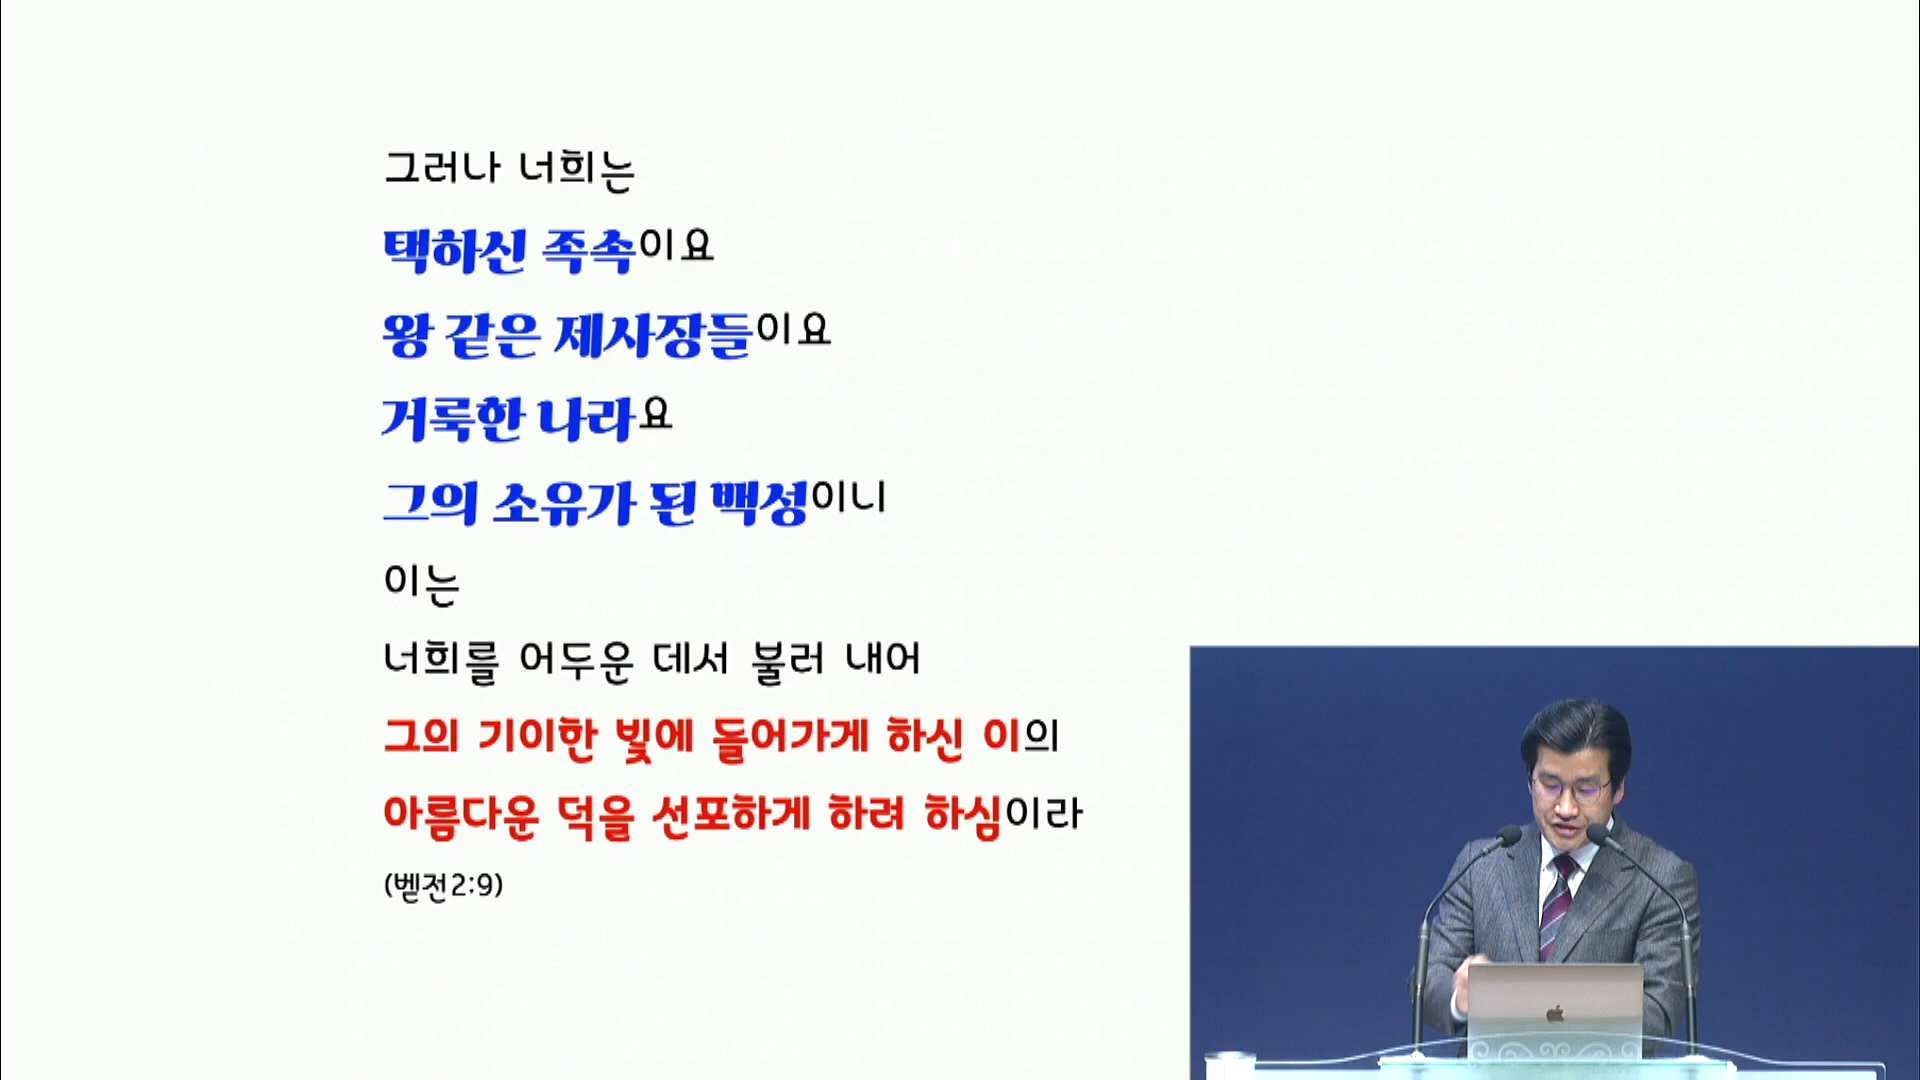 그러나 너희는
택하신 족속이요
왕 같은 제사장들이요
거룩한 나라요
그의 소유가 된 백성이니
이는
너희를 어두운 데서 불러 내어
그의 기이한 빛에 들어가게 하신 이의
아름다운 덕을 선포하게 하려 하심이라
(벧전2:9)